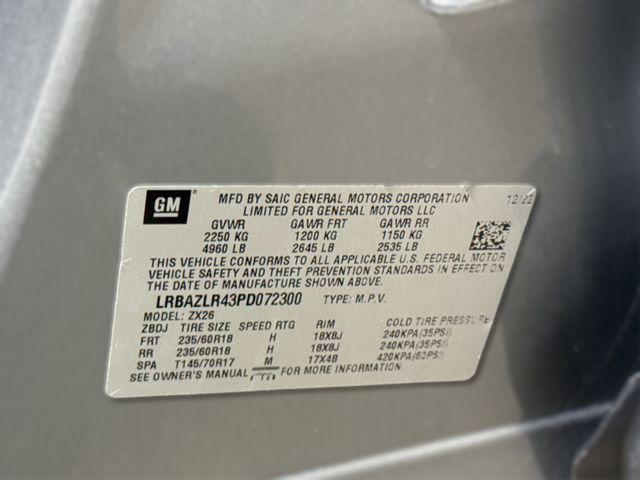 GM
MFD BY SAIC GENERAL MOTORS CORPORATION 12/22
LIMITED FOR GENERAL MOTORS LLC
GVWR GAWR FRT GAWR RR
2250 KG 1200 KG 1150 KG
4960 LB 2645 LB 2535 LB
THIS VEHICLE CONFORMS TO ALL APPLICABLE U.S. FEDERAL MOTOR
VEHICLE SAFETY AND THEFT PREVENTION STANDARDS IN EFFECT ON
THE DATE OF MANUFACTURE SHOWN ABOVE.
LRBAZLR43PD072300 TYPE: M.P.V.
MODEL: ZX26
ZBDJ TIRE SIZE SPEED RTG RIM COLD TIRE PRESSURE
FRT 235/60R18 H 18X8J 240KPA(35PSI)
RR 235/60R18 H 18X8J 240KPA(35PSI)
SPA T145/70R17 M 17X4B 420KPA(60PSI)
SEE OWNER'S MANUAL FOR MORE INFORMATION.